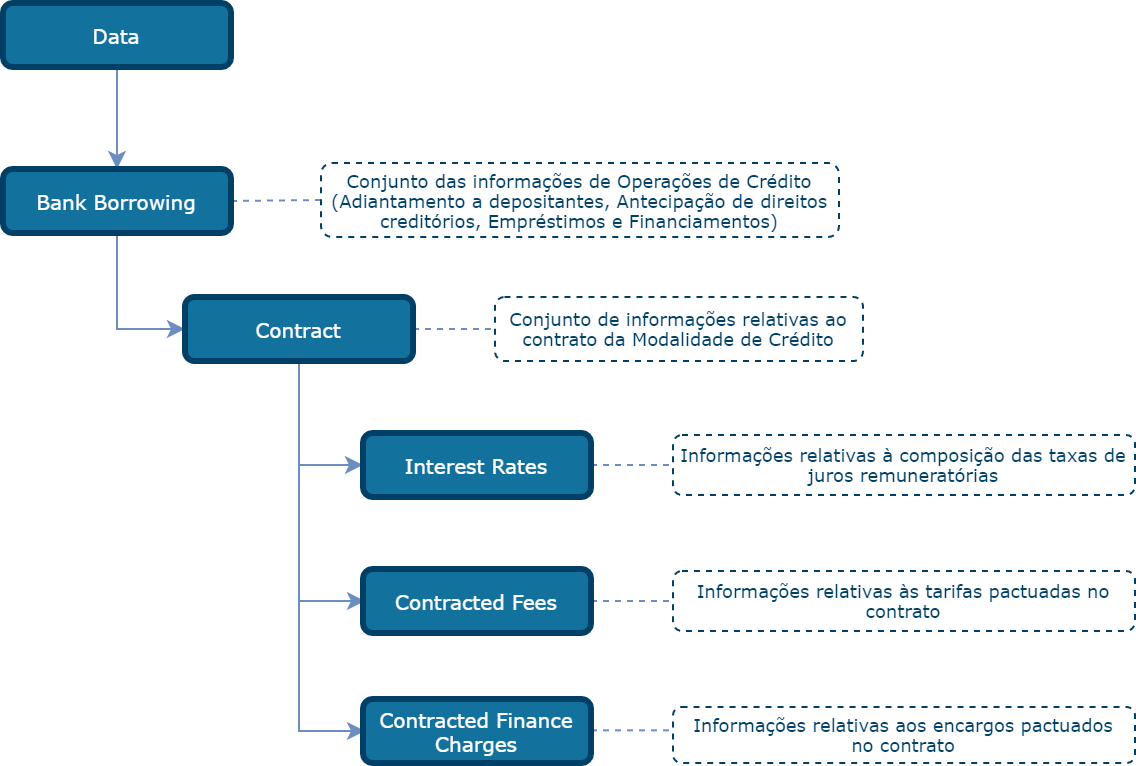 Data
Bank Borrowing
Conjunto das informações de Operações de Crédito
(Adiantamento a depositantes, Antecipação de direitos
creditórios, Empréstimos e Financiamentos)
Contract
Conjunto de informações relativas ao
contrato da Modalidade de Crédito
Interest Rates
Informações relativas à composição das taxas de
juros remuneratórias
Contracted Fees
Informações relativas às tarifas pactuadas no
contrato
Contracted Finance
Charges
Informações relativas aos encargos pactuados
no contrato